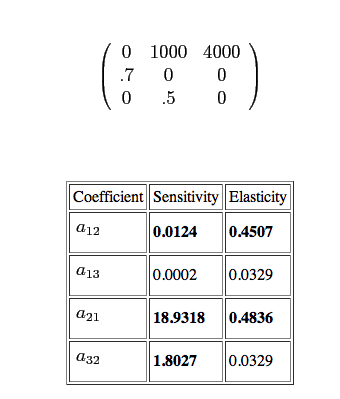 0 1000 4000
.7 0 0
0 .5 0
Coefficient Sensitivity Elasticity
a12 0.0124 0.4507
a13 0.0002 0.0329
a21 18.9318 0.4836
a32 1.8027 0.0329